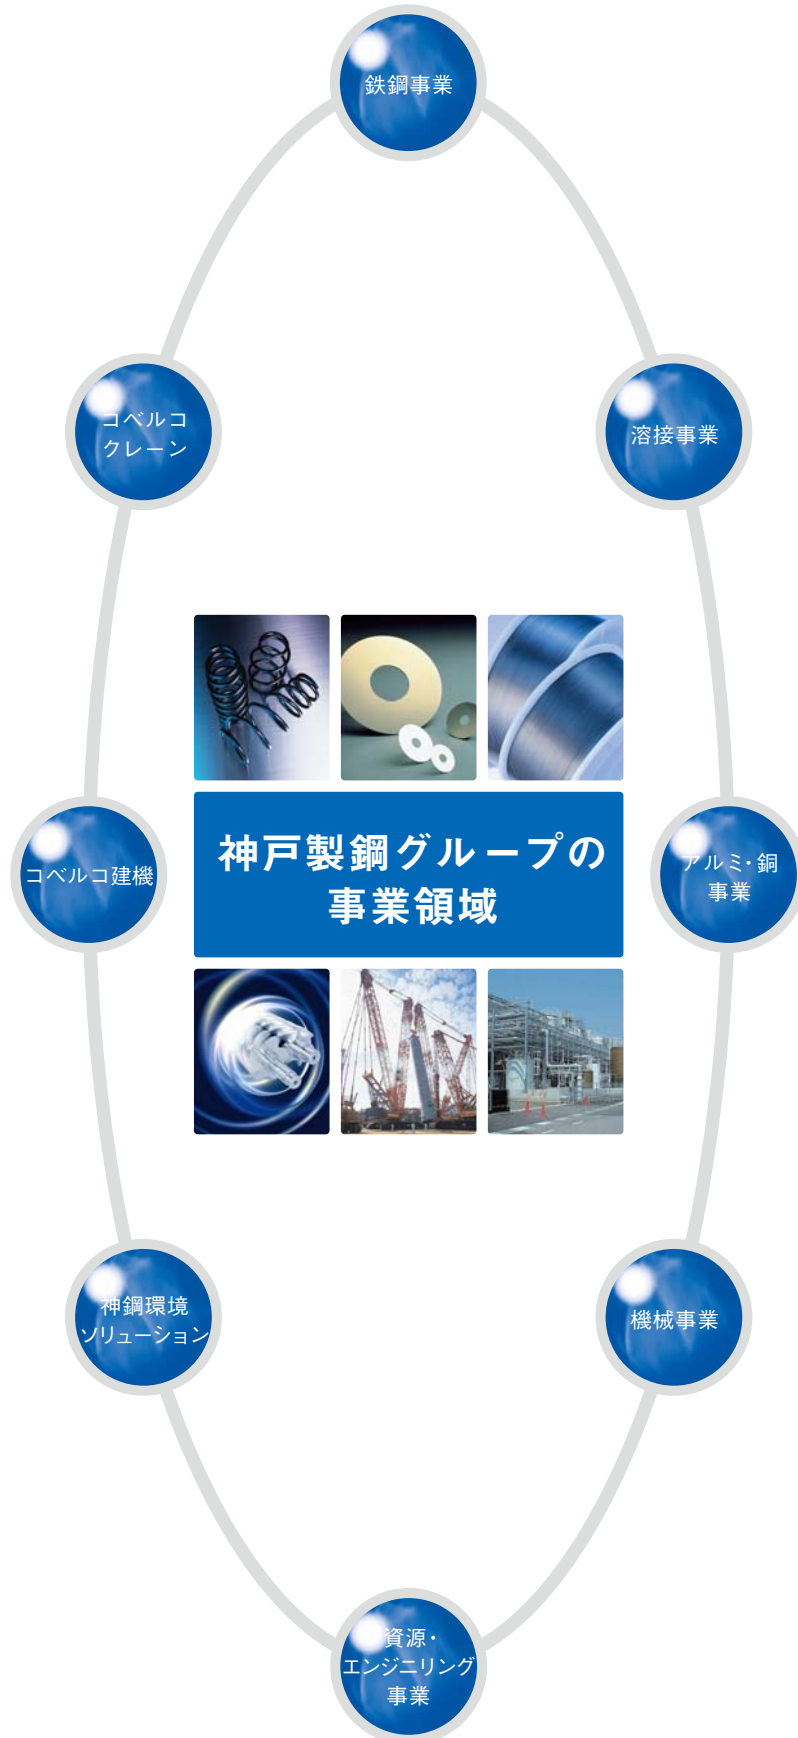 鉄鋼事業
コベルコ
クレーン
溶接事業
コベルコ建機
神戸製鋼グループの
事業領域
アルミ・銅
事業
神鋼環境
ソリューション
機械事業
資源・
エンジニリング
事業